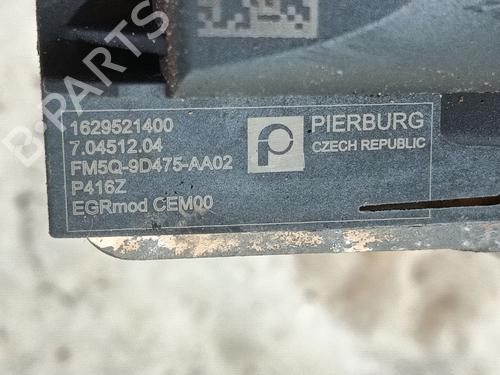 B-PARTS
1629521400
7.04512.04
FM5Q-9D475-AA02
P416Z
EGRmod CEM00
PIERBURG
CZECH REPUBLIC